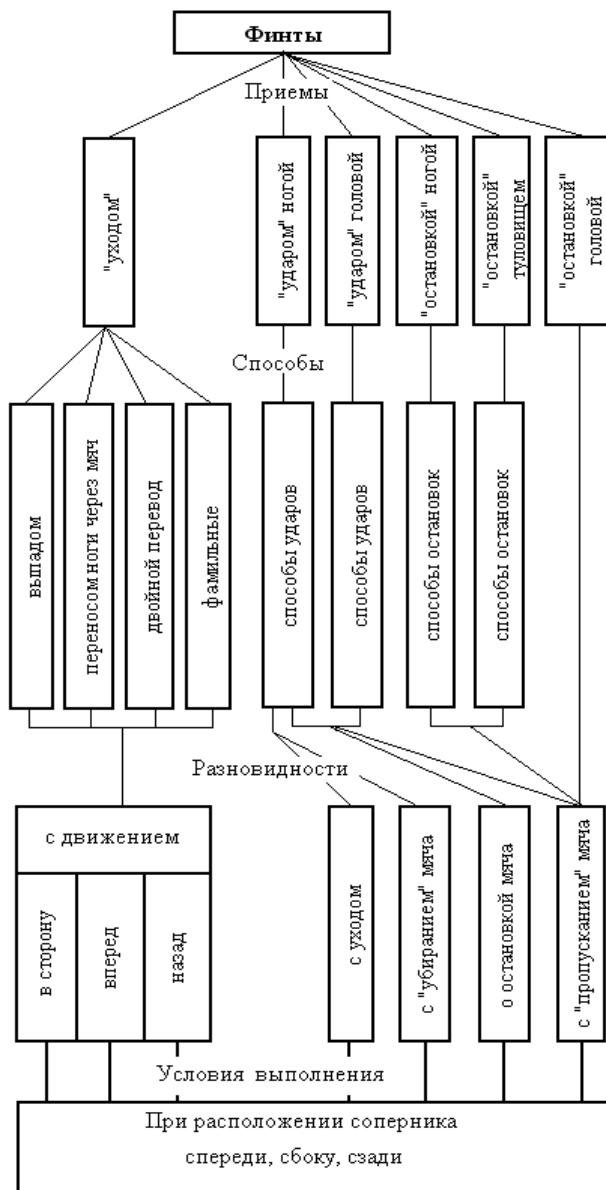 Финты
Приемы
"уходом"
"ударом" ногой
"ударом" головой
"остановкой" ногой
"остановкой"
туловищем
"остановкой"
головой
Способы
выпадом
переносом ноги через мяч
двойной перевод
фамильные
способы ударов
способы ударов
способы остановок
способы остановок
Разновидности
с движением
в сторону
вперед
назад
с уходом
с "убиранием" мяча
о остановкой мяча
с "пропусканием" мяча
Условия выполнения
При расположении соперника
спереди, сбоку, сзади